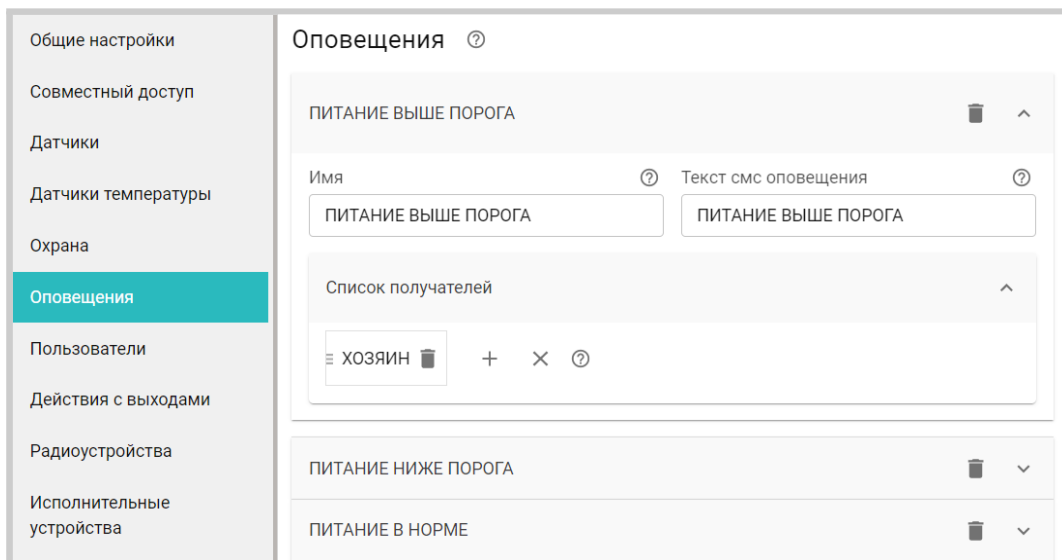 Общие настройки
Совместный доступ
Датчики
Датчики температуры
Охрана
Оповещения
Пользователи
Действия с выходами
Радиоустройства
Исполнительные
устройства
Оповещения
ПИТАНИЕ ВЫШЕ ПОРОГА
Имя
Текст смс оповещения
ПИТАНИЕ ВЫШЕ ПОРОГА
ПИТАНИЕ ВЫШЕ ПОРОГА
Список получателей
ХОЗЯИН
ПИТАНИЕ НИЖЕ ПОРОГА
ПИТАНИЕ В НОРМЕ